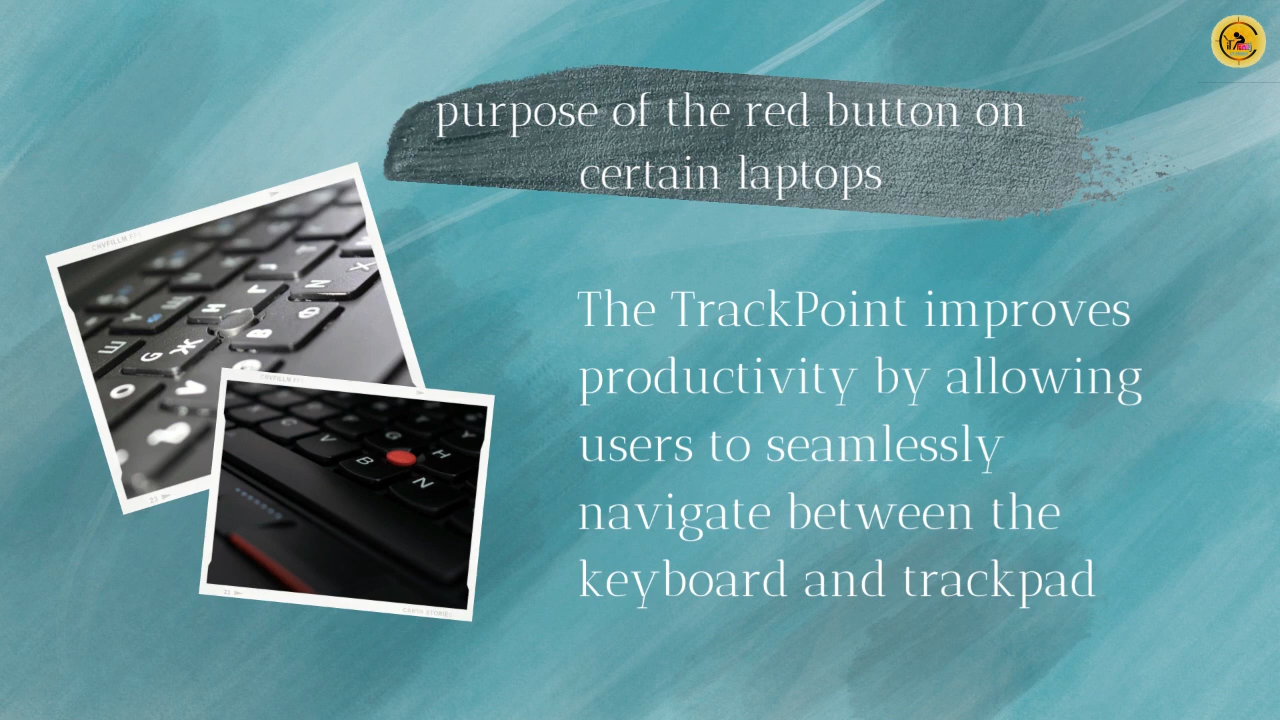 purpose of the red button on
certain laptops
The TrackPoint improves
productivity by allowing
users to seamlessly
navigate between the
keyboard and trackpad
X
N
Г
Н
Ф
В
Y
Ш
G
Ж
O
V
Y
G
H
C
V
B
N